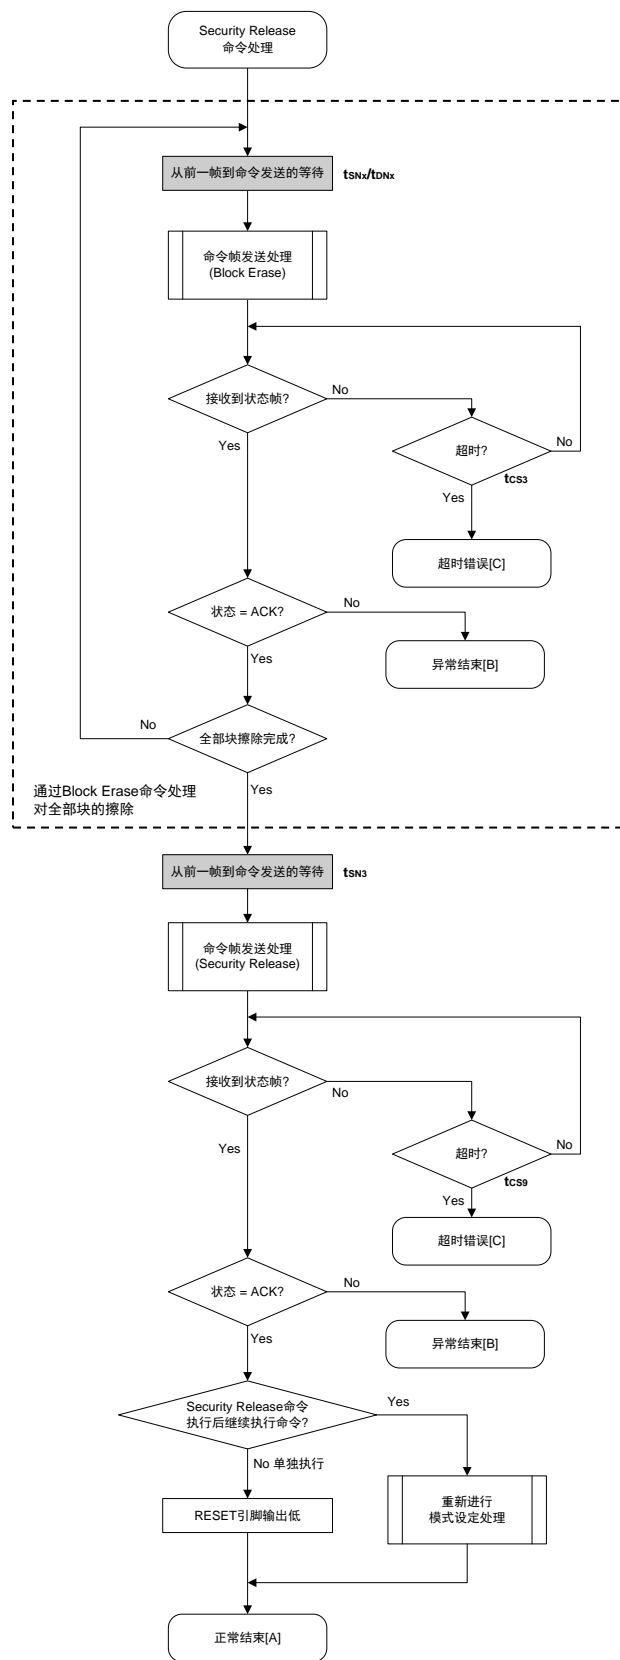 Security Release
命令处理
从前一帧到命令发送的等待
tSNx/tDNx
命令帧发送处理
(Block Erase)
接收到状态帧?
No
Yes
超时?
No
tCS3
Yes
超时错误[C]
状态 = ACK?
No
Yes
异常结束[B]
No
全部块擦除完成?
通过Block Erase命令处理
对全部块的擦除
Yes
从前一帧到命令发送的等待
tSN3
命令帧发送处理
(Security Release)
接收到状态帧?
No
Yes
超时?
No
tCS9
Yes
超时错误[C]
状态 = ACK?
No
Yes
异常结束[B]
Security Release命令
执行后继续执行命令?
Yes
No 单独执行
RESET引脚输出低
重新进行
模式设定处理
正常结束[A]